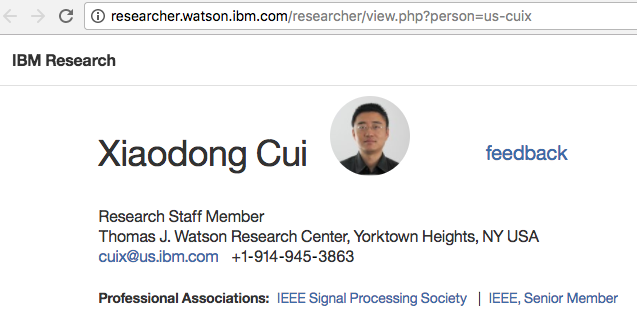 researcher.watson.ibm.com/researcher/view.php?person=us-cuix
IBM Research
Xiaodong Cui
feedback
Research Staff Member
Thomas J. Watson Research Center, Yorktown Heights, NY USA
cuix@us.ibm.com +1-914-945-3863
Professional Associations: IEEE Signal Processing Society | IEEE, Senior Member